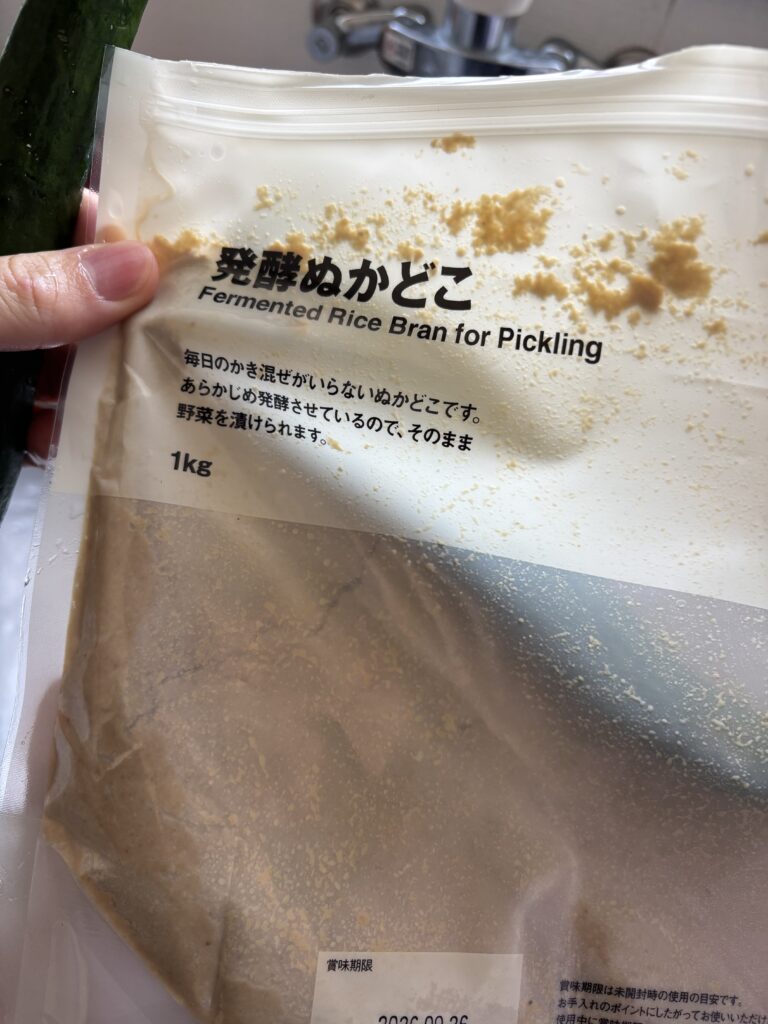 発酵ぬかどこ
Fermented Rice Bran for Pickling
毎日のかき混ぜがいらないぬかどこです。
あらかじめ発酵させているので、そのまま
野菜を漬けられます。
1kg
賞味期限
2026.09.26
賞味期限は未開封時の使用の目安です。
お手入れのポイントにしたがってお使いいただけ